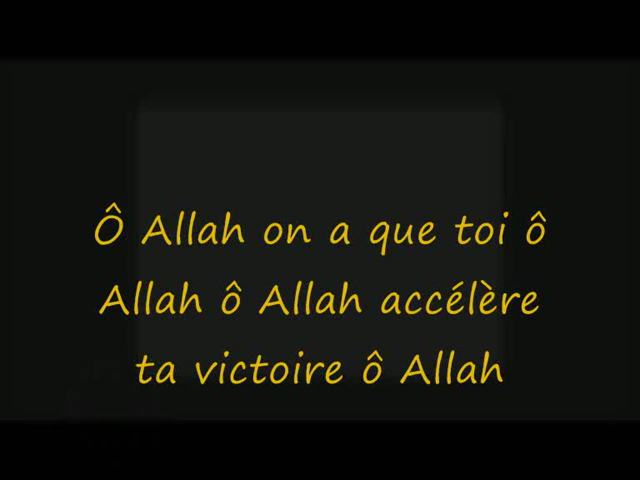 Ô Allah on a que toi ô
Allah ô Allah accélère
ta victoire ô Allah